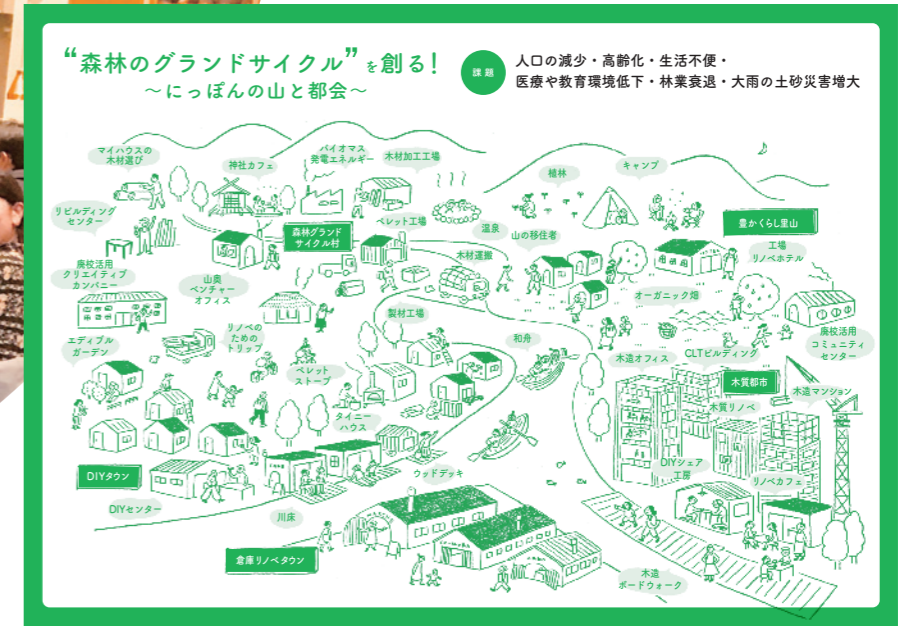 “森林のグランドサイクル”を創る！
〜にっぽんの山と都会〜
課題
人口の減少・高齢化・生活不便・
医療や教育環境低下・林業衰退・大雨の土砂災害増大
マイハウスの
木材選び
神社カフェ
バイオマス
発電エネルギー
木材加工工場
植林
キャンプ
リビルディング
センター
森林グランド
サイクル村
ペレット工場
温泉
山の移住者
豊かくらし里山
工場
リノベホテル
廃校活用
クリエイティブ
カンパニー
山奥
ベンチャー
オフィス
木材運搬
オーガニック畑
エディブル
ガーデン
リノベの
ための
トリップ
製材工場
和舟
廃校活用
コミュニティ
センター
ペレット
ストーブ
木造オフィス
CLTビルディング
木質都市
木造マンション
タイニー
ハウス
木質リノベ
DIYタウン
ウッドデッキ
DIYシェア
工房
リノベカフェ
DIYセンター
川床
倉庫リノベタウン
木造
ボードウォーク